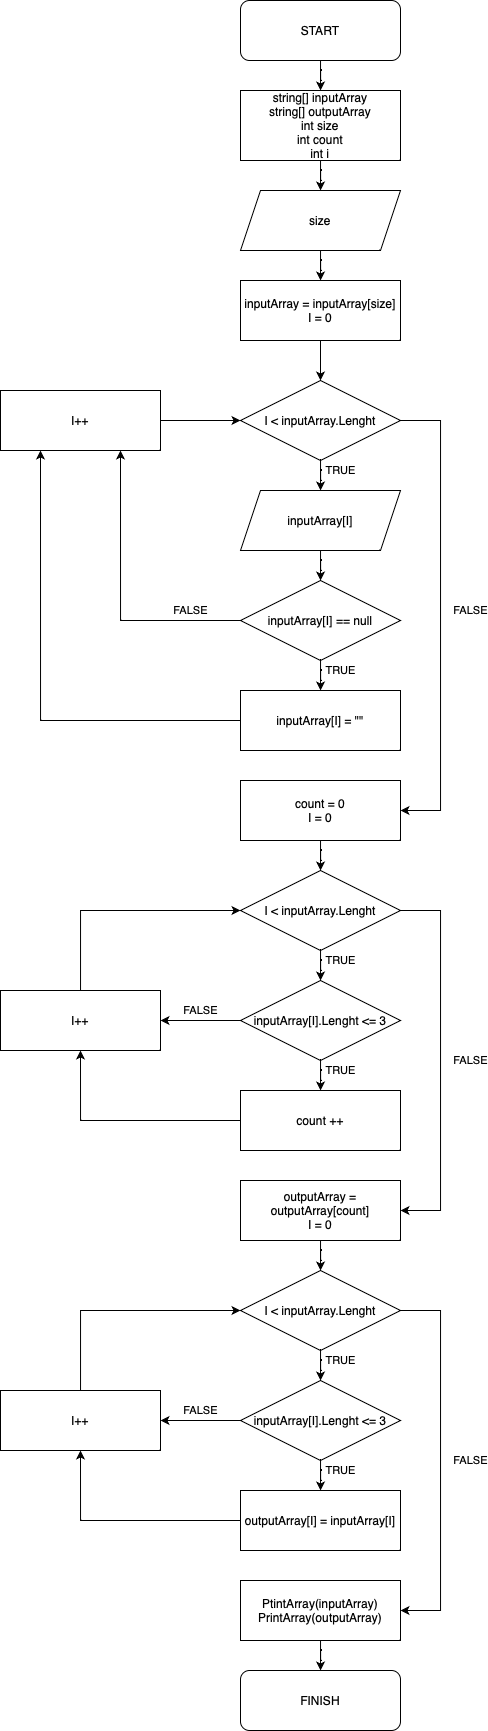 START
string[] inputArray
string[] outputArray
int size
int count
int i
size
inputArray = inputArray[size]
I = 0
I++
I < inputArray.Lenght
TRUE
inputArray[I]
FALSE
inputArray[I] == null
FALSE
TRUE
inputArray[I] = ""
count = 0
I = 0
I < inputArray.Lenght
TRUE
FALSE
I++
inputArray[I].Lenght <= 3
FALSE
TRUE
count ++
outputArray =
outputArray[count]
I = 0
I < inputArray.Lenght
TRUE
FALSE
I++
inputArray[I].Lenght <= 3
FALSE
TRUE
outputArray[I] = inputArray[I]
PtintArray(inputArray)
PrintArray(outputArray)
FINISH